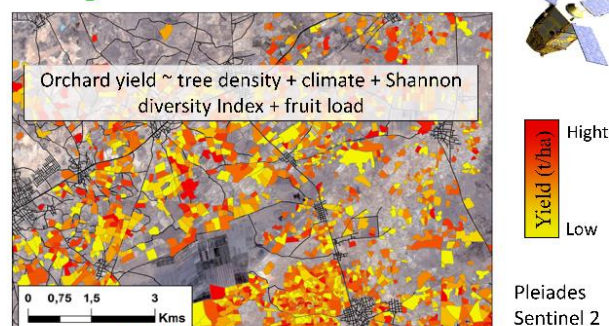 Orchard yield ~ tree density + climate + Shannon
diversity Index + fruit load
Hight
Yield (t/ha)
Low
0 0,75 1,5 3
Kms
Pleiades
Sentinel 2